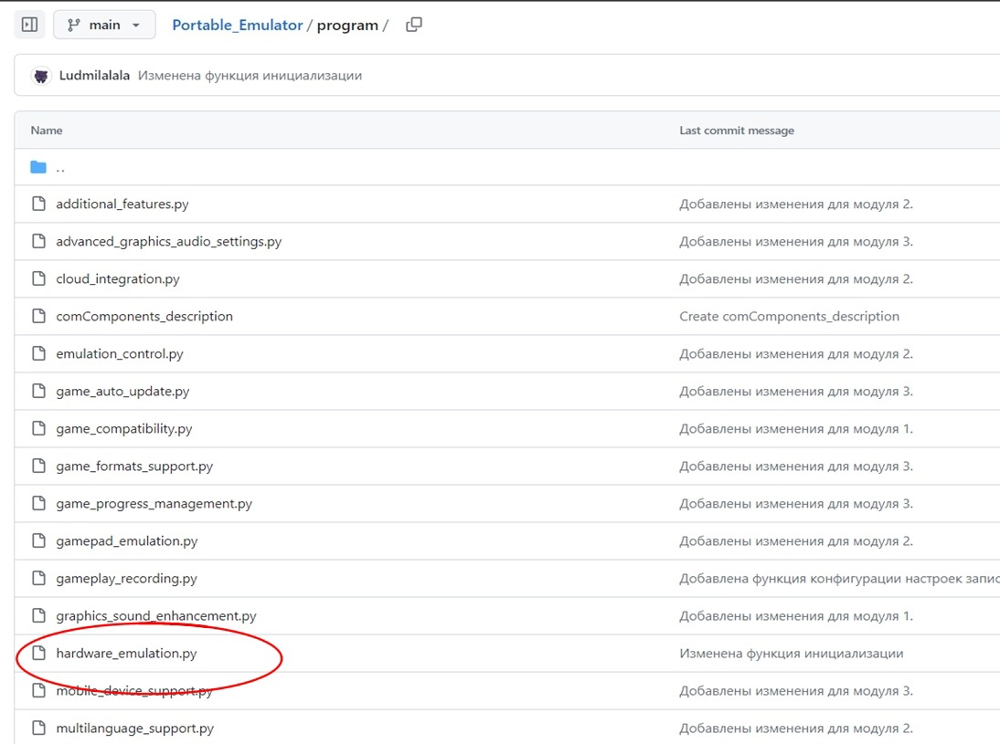 main
Portable_Emulator / program /
Ludmilalala Изменена функция инициализации
Name Last commit message
..
additional_features.py Добавлены изменения для модуля 2.
advanced_graphics_audio_settings.py Добавлены изменения для модуля 3.
cloud_integration.py Добавлены изменения для модуля 2.
comComponents_description Create comComponents_description
emulation_control.py Добавлены изменения для модуля 2.
game_auto_update.py Добавлены изменения для модуля 3.
game_compatibility.py Добавлены изменения для модуля 1.
game_formats_support.py Добавлены изменения для модуля 3.
game_progress_management.py Добавлены изменения для модуля 3.
gamepad_emulation.py Добавлены изменения для модуля 2.
gameplay_recording.py Добавлена функция конфигурации настроек запис
graphics_sound_enhancement.py Добавлены изменения для модуля 1.
hardware_emulation.py Изменена функция инициализации
mobile_device_support.py Добавлены изменения для модуля 3.
multilanguage_support.py Добавлены изменения для модуля 2.